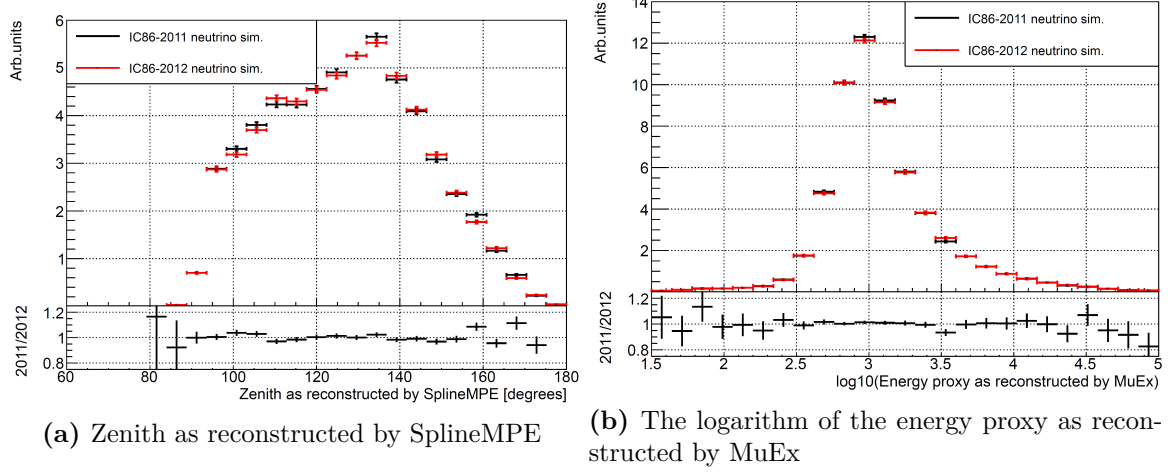 Arb.units
6
5
4
3
2
1
IC86-2011 neutrino sim.
IC86-2012 neutrino sim.
2011/2012
1.2
1
0.8
60 80 100 120 140 160 180
Zenith as reconstructed by SplineMPE [degrees]
(a) Zenith as reconstructed by SplineMPE
Arb.units
14
12
10
8
6
4
2
IC86-2011 neutrino sim.
IC86-2012 neutrino sim.
2011/2012
1.2
1
0.8
1.5 2 2.5 3 3.5 4 4.5 5
log10(Energy proxy as reconstructed by MuEx)
(b) The logarithm of the energy proxy as recon-
structed by MuEx